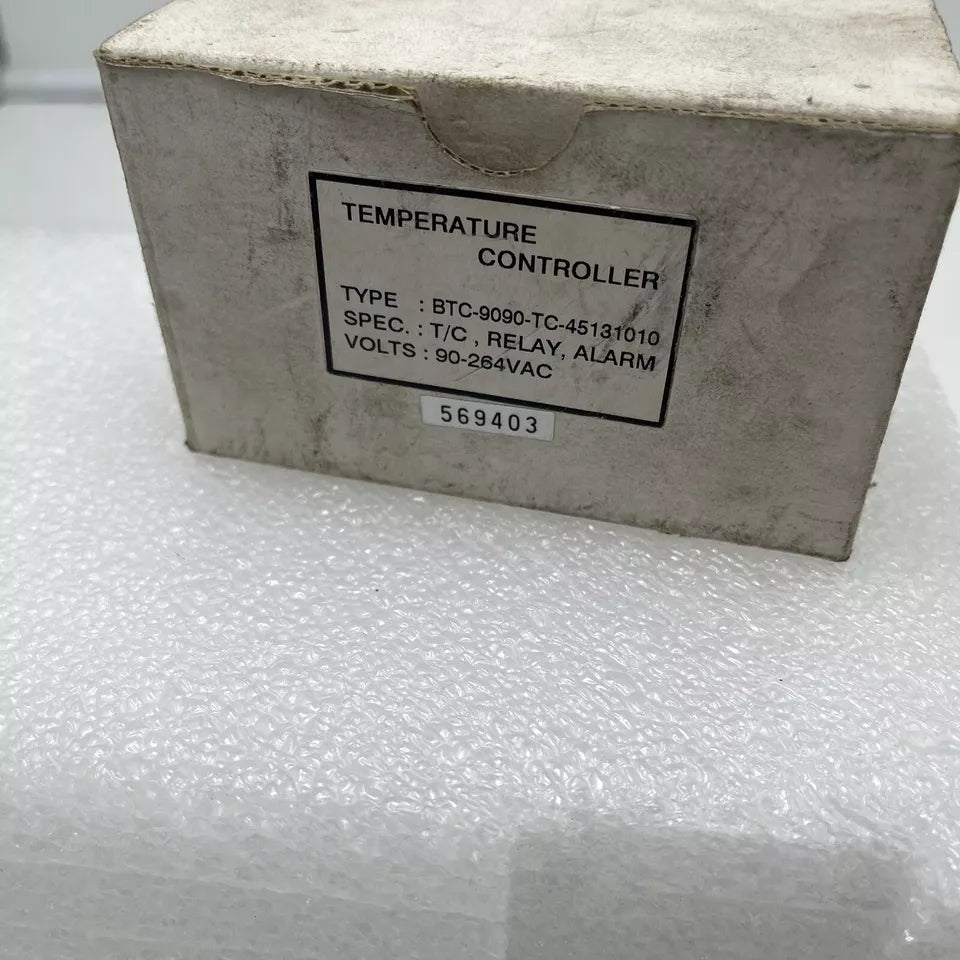 TEMPERATURE
CONTROLLER
TYPE : BTC-9090-TC-45131010
SPEC. : T/C , RELAY, ALARM
VOLTS : 90-264VAC
569403